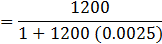 = 1200 / 1 + 1200 (0.0025)